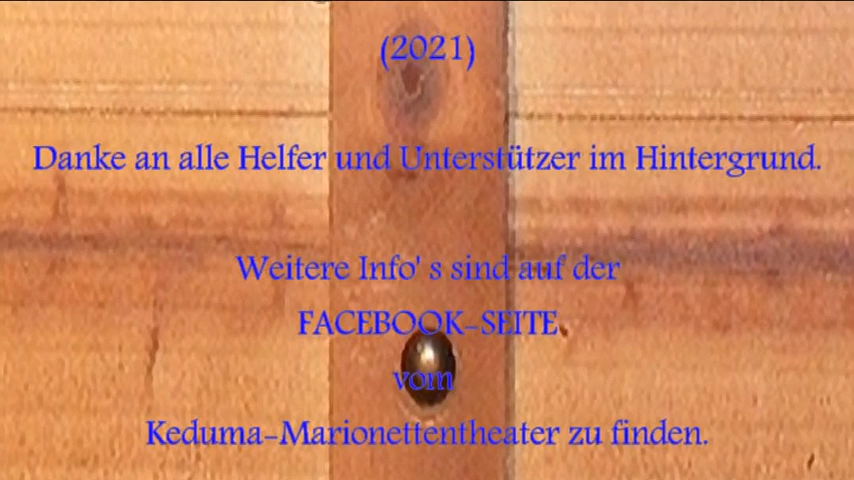 (2021)
Danke an alle Helfer und Unterstützer im Hintergrund.
Weitere Info' s sind auf der
FACEBOOK-SEITE
vom
Keduma-Marionettentheater zu finden.